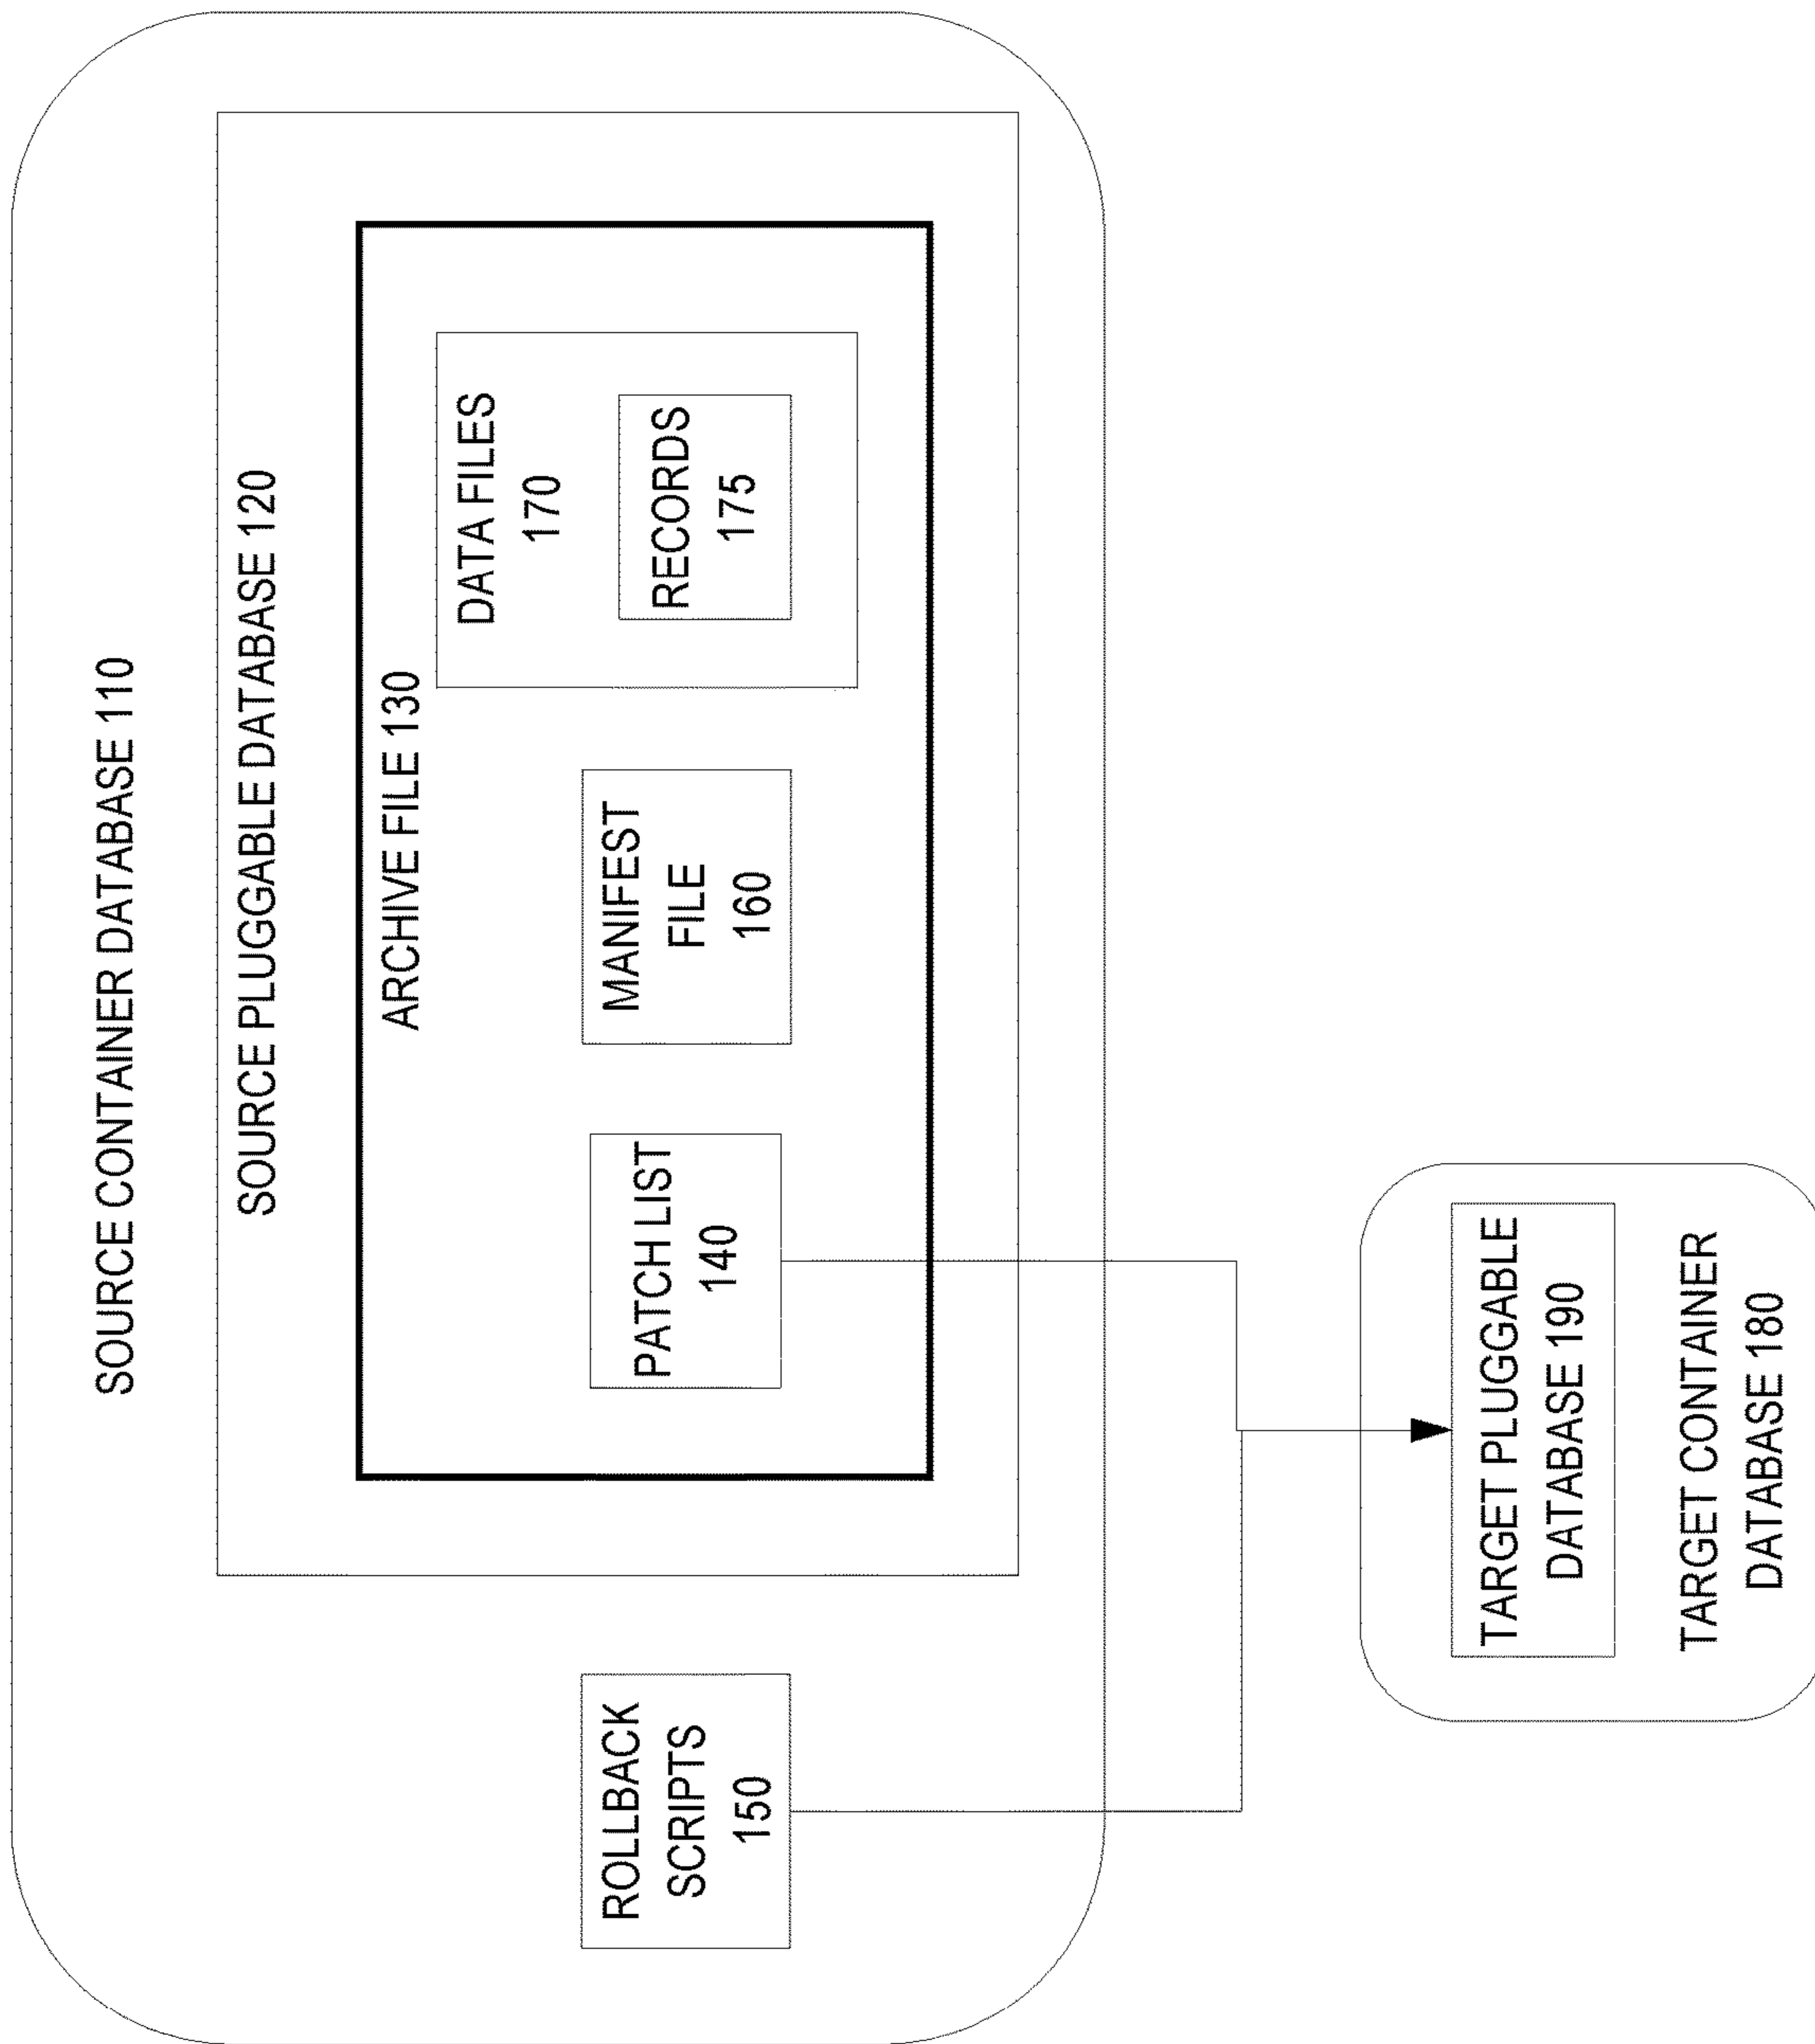 SOURCE CONTAINER DATABASE 110
SOURCE PLUGGABLE DATABASE 120
ARCHIVE FILE 130
ROLLBACK
SCRIPTS
150
PATCH LIST
140
MANIFEST
FILE
160
DATA FILES
170
RECORDS
175
TARGET PLUGGABLE
DATABASE 190
TARGET CONTAINER
DATABASE 180